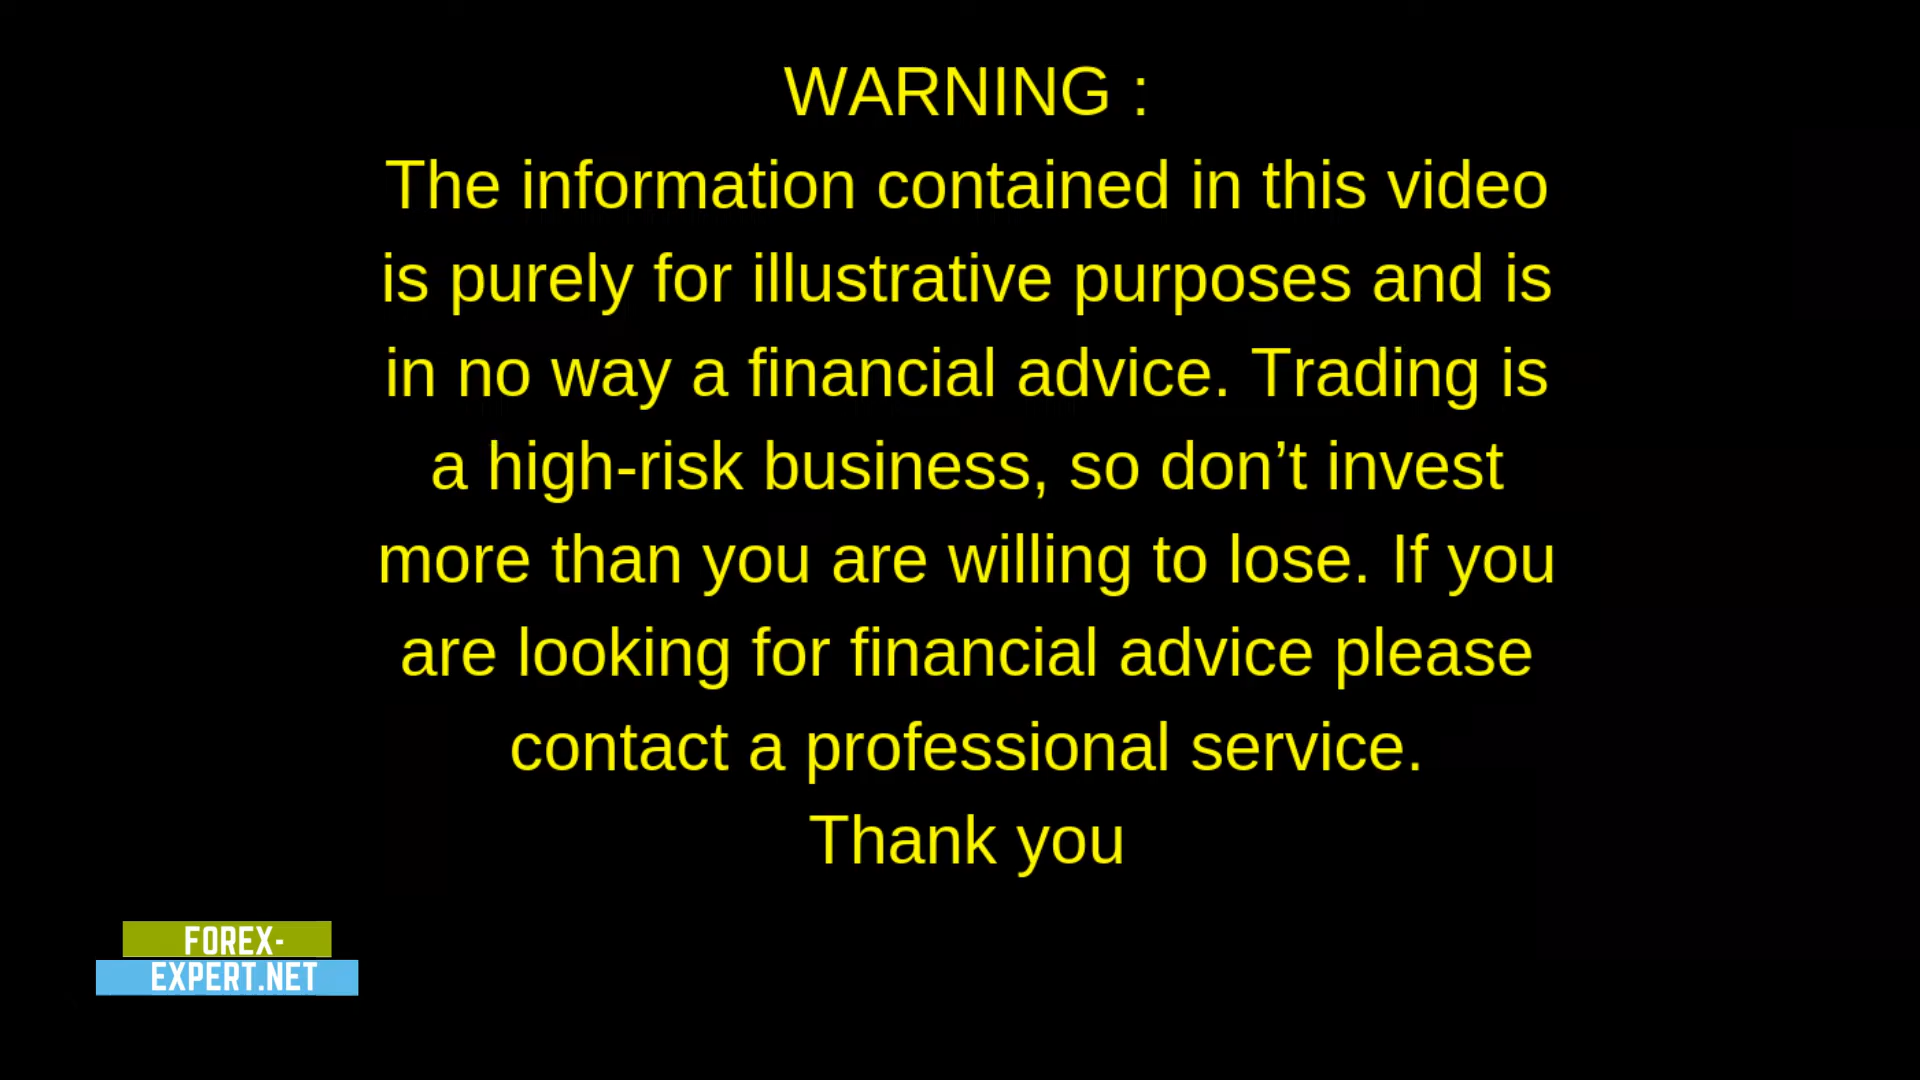 WARNING :
The information contained in this video
is purely for illustrative purposes and is
in no way a financial advice. Trading is
a high-risk business, so don’t invest
more than you are willing to lose. If you
are looking for financial advice please
contact a professional service.
Thank you
FOREX-
EXPERT.NET